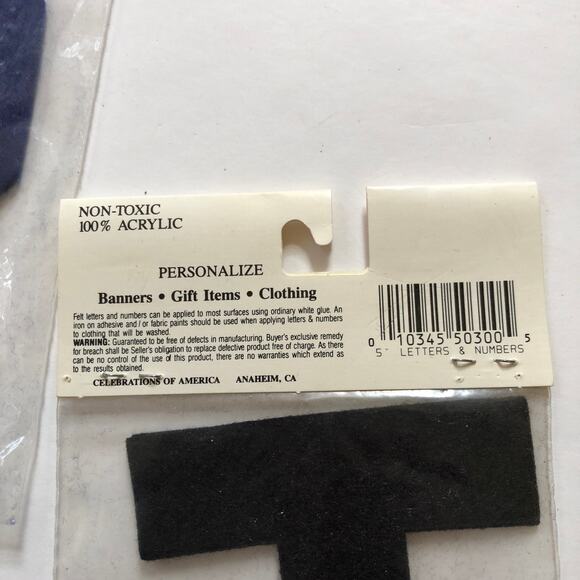 NON-TOXIC
100% ACRYLIC
PERSONALIZE
Banners • Gift Items • Clothing
Felt letters and numbers can be applied to most surfaces using ordinary white glue. An
iron on adhesive and / or fabric paints should be used when applying letters & numbers
to clothing that will be washed.
WARNING: Guaranteed to be free of defects in manufacturing. Buyer's exclusive remedy
for breach shall be Seller's obligation to replace defective product free of charge. As there
can be no control of the use of this product, there are no warranties which extend as
to the results obtained.
CELEBRATIONS OF AMERICA ANAHEIM, CA
0 10345 50300 5
5" LETTERS & NUMBERS